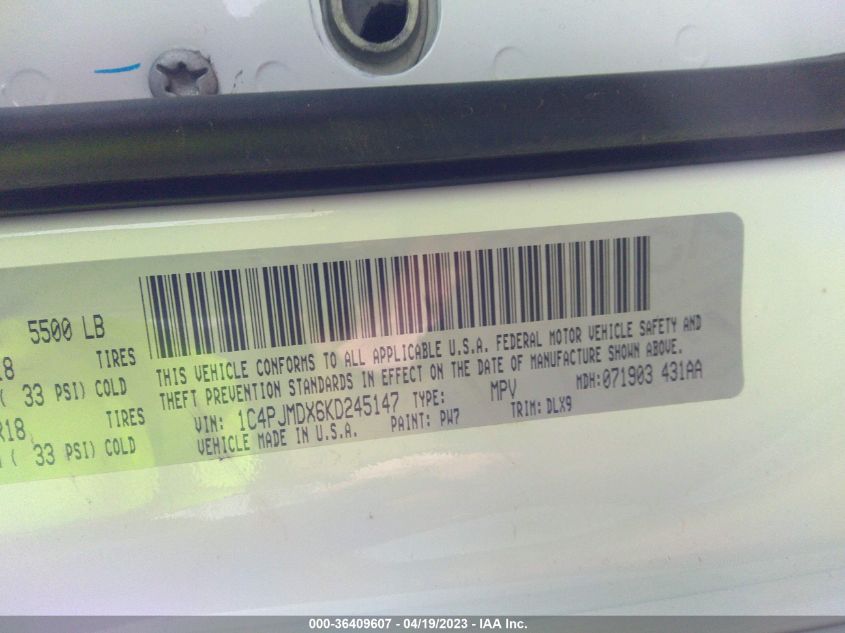 5500 LB
R18 TIRES
( 33 PSI) COLD
R18 TIRES
( 33 PSI) COLD
THIS VEHICLE CONFORMS TO ALL APPLICABLE U.S.A. FEDERAL MOTOR VEHICLE SAFETY AND
THEFT PREVENTION STANDARDS IN EFFECT ON THE DATE OF MANUFACTURE SHOWN ABOVE.
VIN: 1C4PJMDX6KD245147 TYPE: MPV MDH:071903 431AA
VEHICLE MADE IN U.S.A. PAINT: PW7 TRIM: DLX9
000-36409607 - 04/19/2023 - IAA Inc.